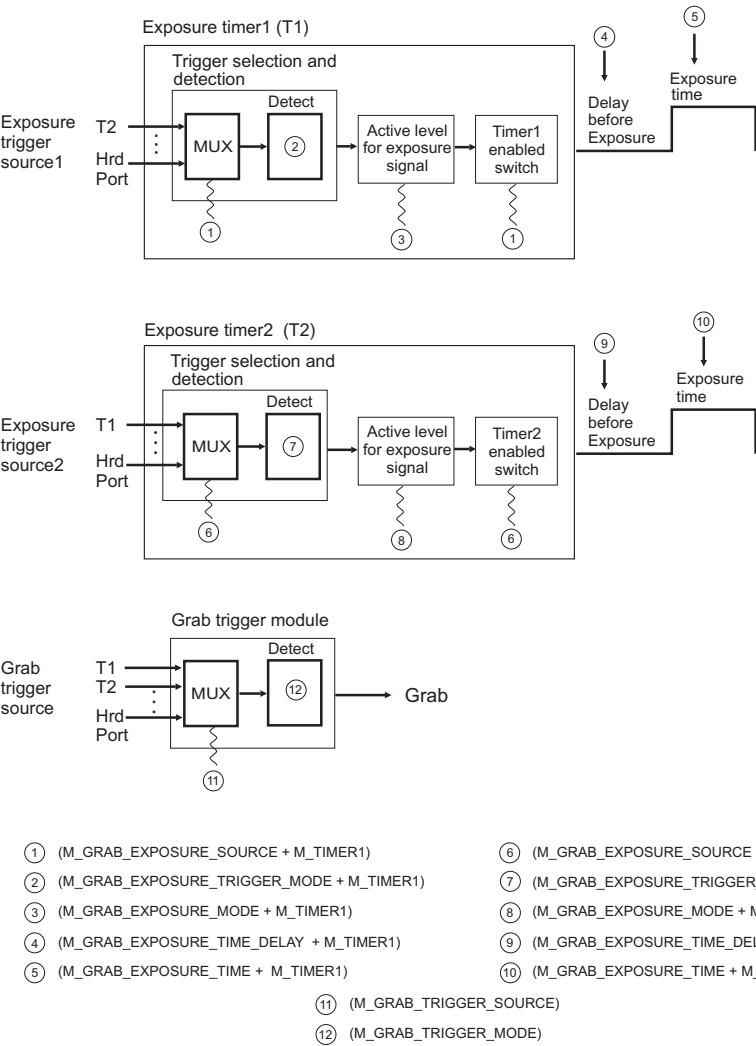 Exposure timer1 (T1)
Trigger selection and
detection
Detect
Exposure
trigger
source1
T2
Hrd
Port
MUX
2
Active level
for exposure
signal
Timer1
enabled
switch
1
3
1
4
Delay
before
Exposure
5
Exposure
time
Exposure timer2 (T2)
Trigger selection and
detection
Detect
Exposure
trigger
source2
T1
Hrd
Port
MUX
7
Active level
for exposure
signal
Timer2
enabled
switch
6
8
6
9
Delay
before
Exposure
10
Exposure
time
Grab trigger module
Detect
Grab
trigger
source
T1
T2
Hrd
Port
MUX
12
Grab
11
1 (M_GRAB_EXPOSURE_SOURCE + M_TIMER1)
2 (M_GRAB_EXPOSURE_TRIGGER_MODE + M_TIMER1)
3 (M_GRAB_EXPOSURE_MODE + M_TIMER1)
4 (M_GRAB_EXPOSURE_TIME_DELAY + M_TIMER1)
5 (M_GRAB_EXPOSURE_TIME + M_TIMER1)
6 (M_GRAB_EXPOSURE_SOURCE
7 (M_GRAB_EXPOSURE_TRIGGER_
8 (M_GRAB_EXPOSURE_MODE +
9 (M_GRAB_EXPOSURE_TIME_
10 (M_GRAB_EXPOSURE_TIME + M_
11 (M_GRAB_TRIGGER_SOURCE)
12 (M_GRAB_TRIGGER_MODE)